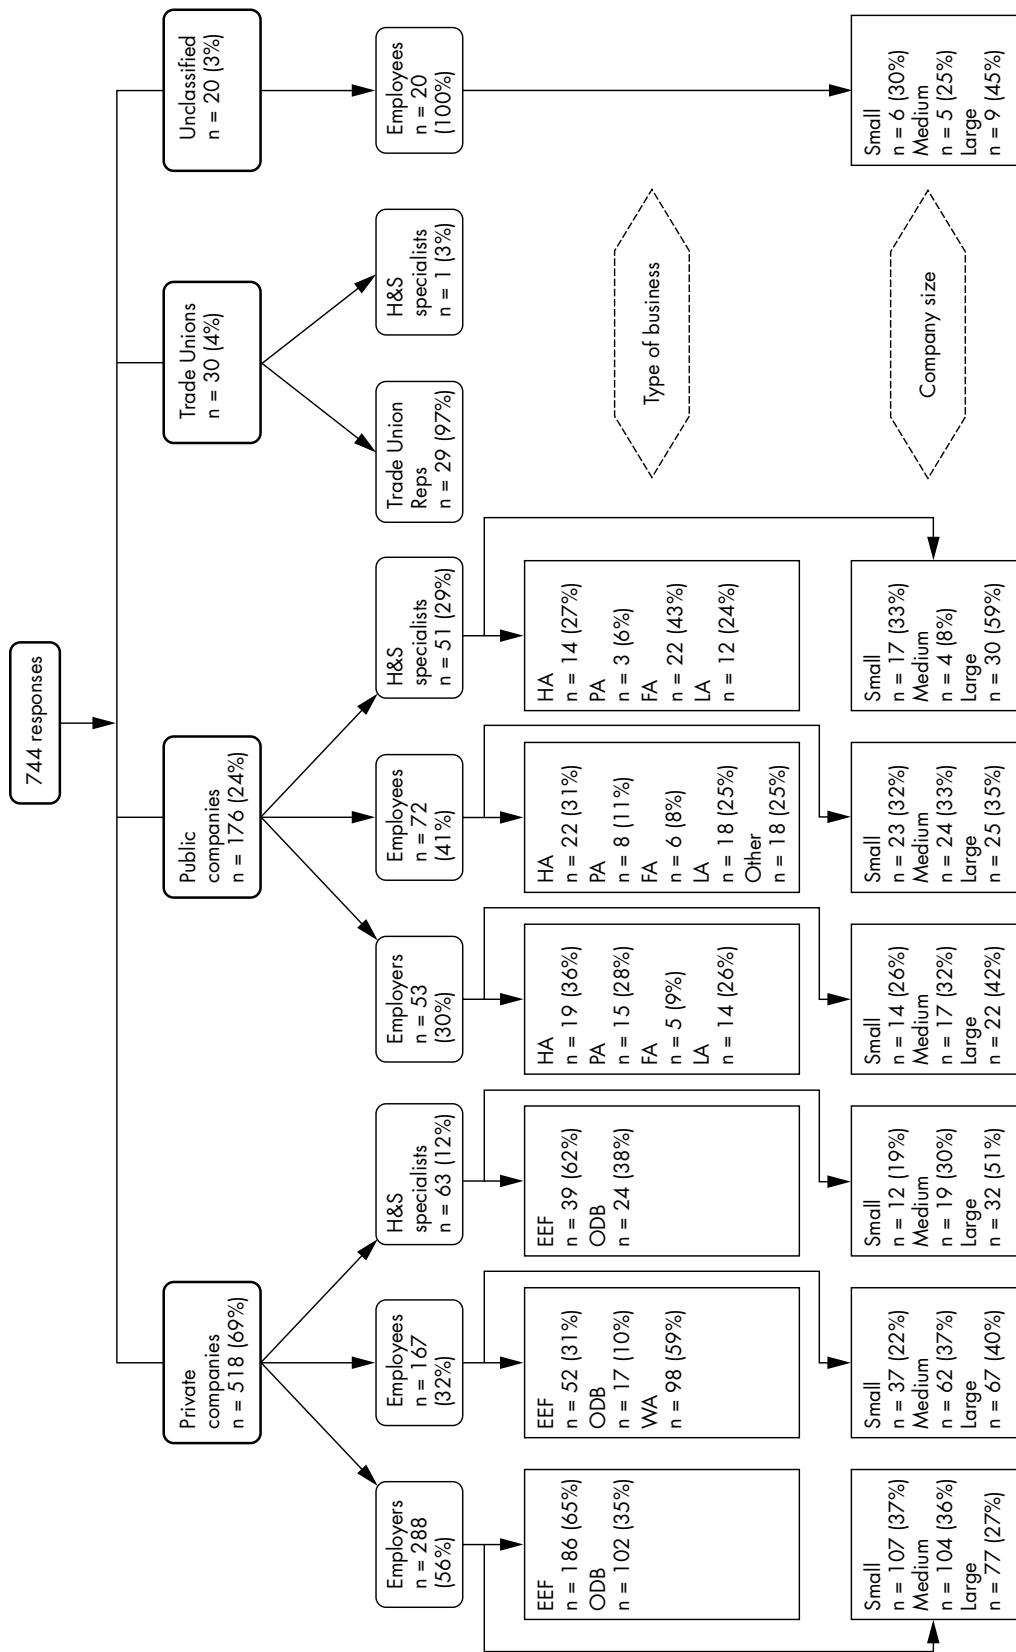 744 responses
Private
companies
n = 518 (69%)
Public
companies
n = 176 (24%)
Trade Unions
n = 30 (4%)
Unclassified
n = 20 (3%)
Employers
n = 288
(56%)
Employees
n = 167
(32%)
H&S
specialists
n = 63 (12%)
Employers
n = 53
(30%)
Employees
n = 72
(41%)
H&S
specialists
n = 51 (29%)
Trade Union
Reps
n = 29 (97%)
H&S
specialists
n = 1 (3%)
Employees
n = 20
(100%)
EEF
n = 186 (65%)
ODB
n = 102 (35%)
EEF
n = 52 (31%)
ODB
n = 17 (10%)
WA
n = 98 (59%)
EEF
n = 39 (62%)
ODB
n = 24 (38%)
HA
n = 19 (36%)
PA
n = 15 (28%)
FA
n = 5 (9%)
LA
n = 14 (26%)
HA
n = 22 (31%)
PA
n = 8 (11%)
FA
n = 6 (8%)
LA
n = 18 (25%)
Other
n = 18 (25%)
HA
n = 14 (27%)
PA
n = 3 (6%)
FA
n = 22 (43%)
LA
n = 12 (24%)
Type of business
Small
n = 107 (37%)
Medium
n = 104 (36%)
Large
n = 77 (27%)
Small
n = 37 (22%)
Medium
n = 62 (37%)
Large
n = 67 (40%)
Small
n = 12 (19%)
Medium
n = 19 (30%)
Large
n = 32 (51%)
Small
n = 14 (26%)
Medium
n = 17 (32%)
Large
n = 22 (42%)
Small
n = 23 (32%)
Medium
n = 24 (33%)
Large
n = 25 (35%)
Small
n = 17 (33%)
Medium
n = 4 (8%)
Large
n = 30 (59%)
Company size
Small
n = 6 (30%)
Medium
n = 5 (25%)
Large
n = 9 (45%)